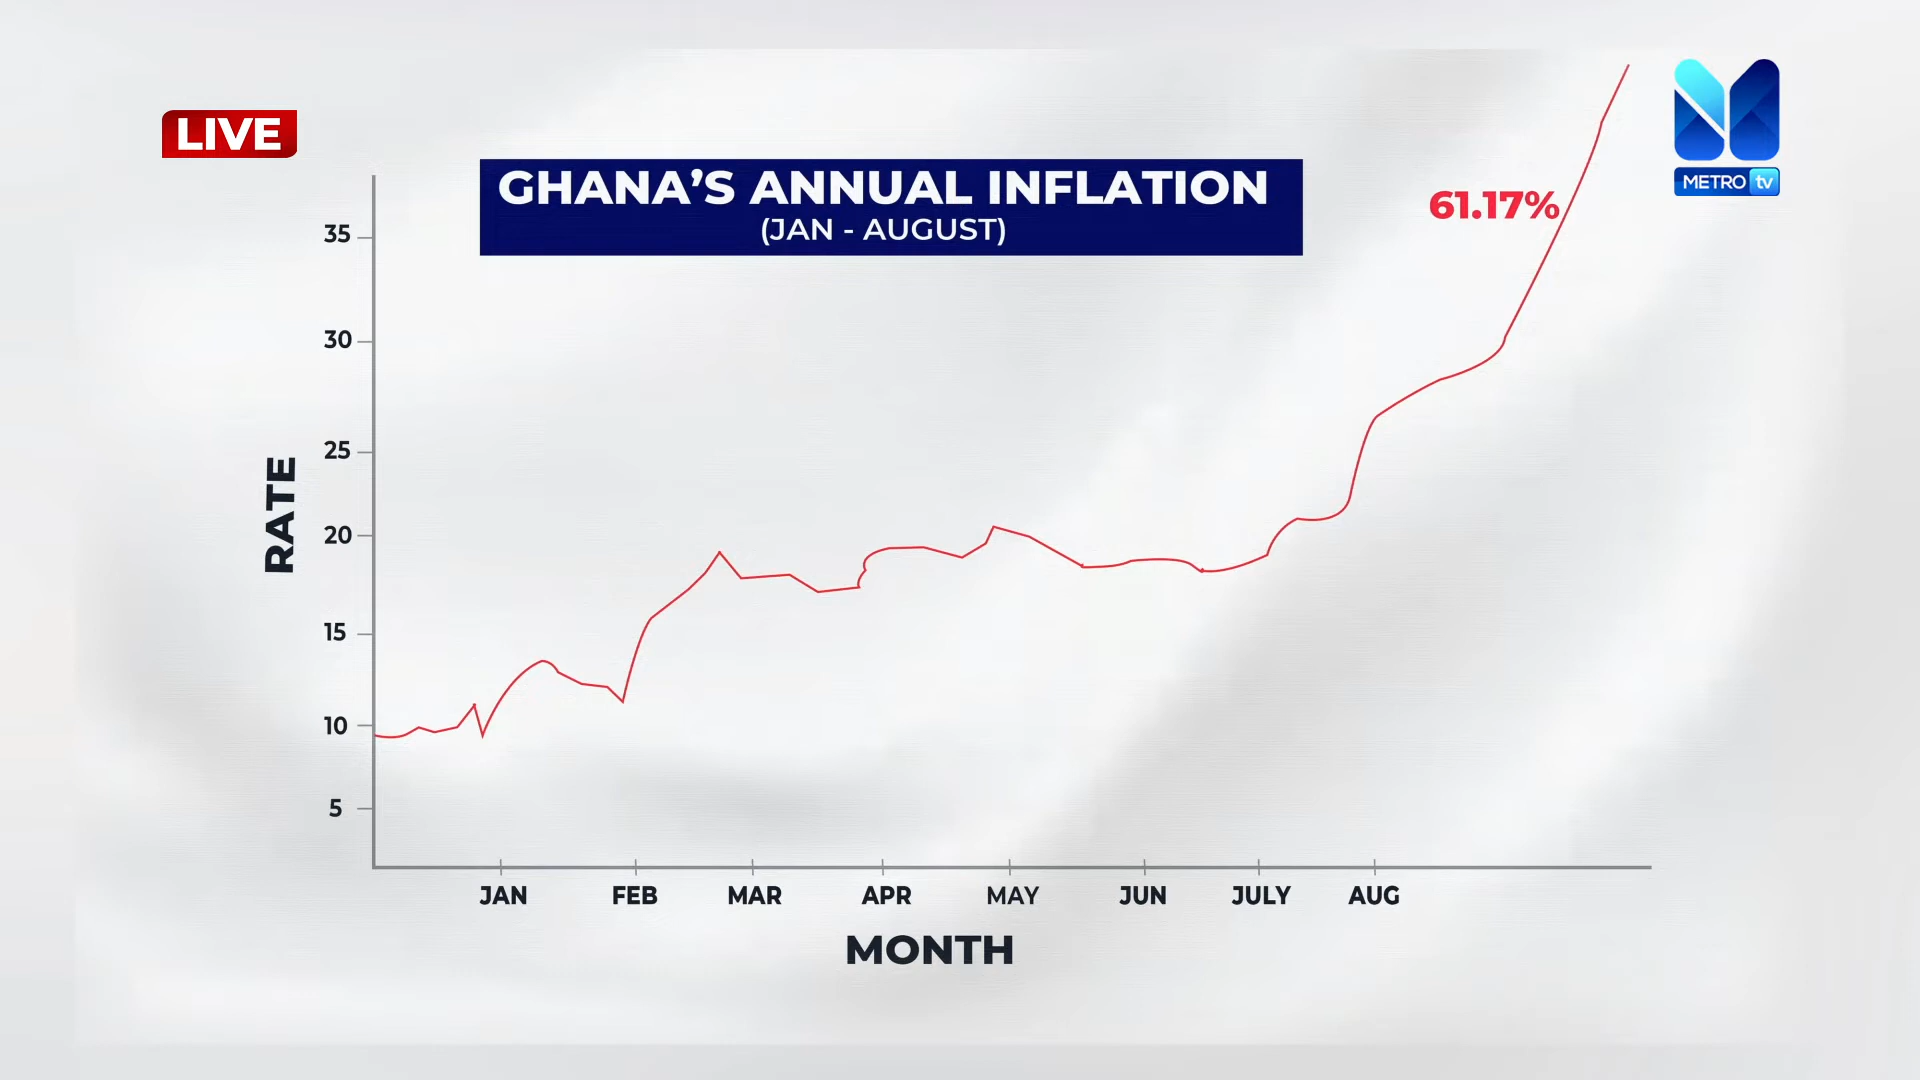 LIVE
METRO tv
GHANA'S ANNUAL INFLATION
(JAN - AUGUST)
61.17%
35
30
25
20
15
10
5
RATE
JAN FEB MAR APR MAY JUN JULY AUG
MONTH